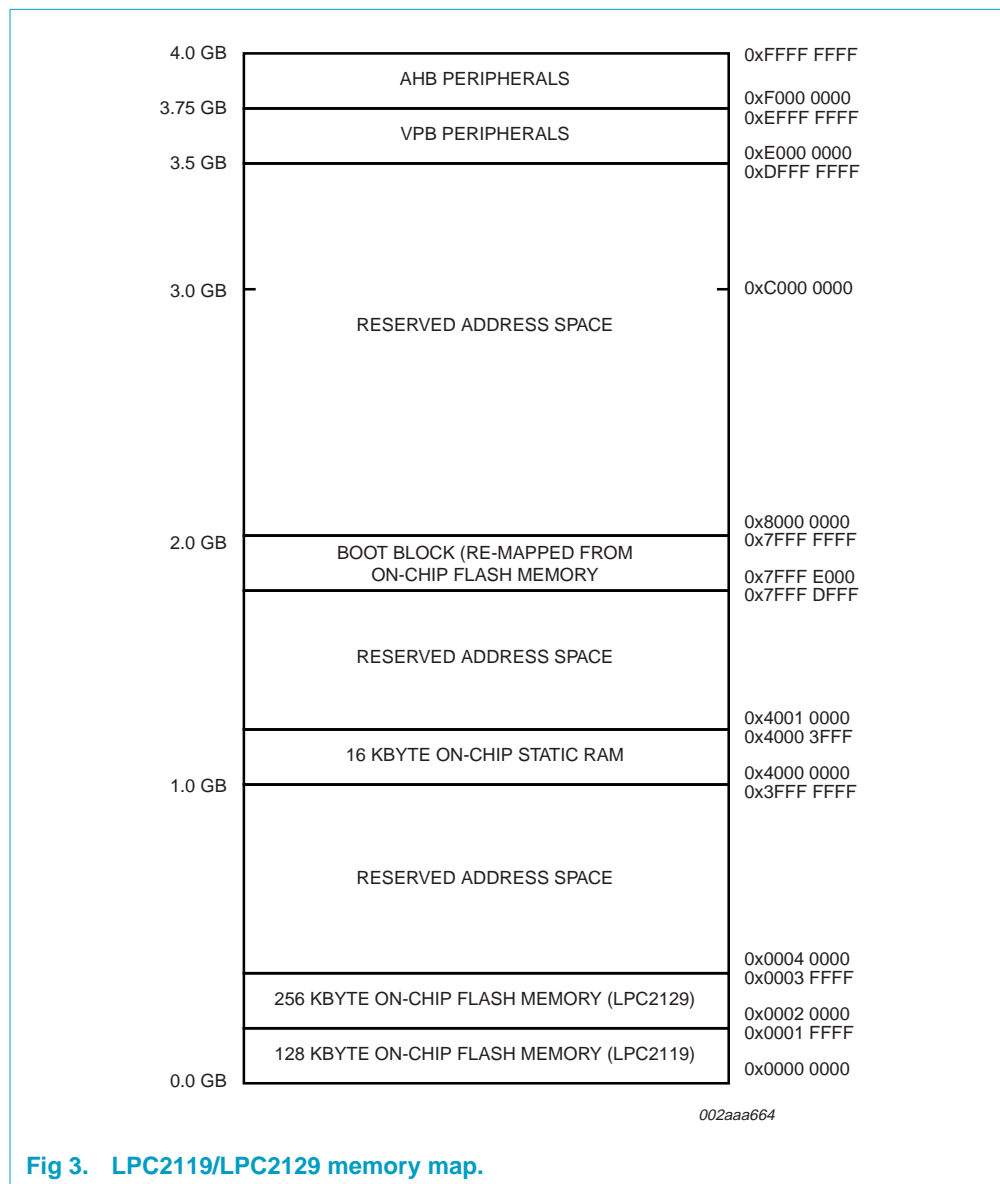 4.0 GB
0xFFFF FFFF
AHB PERIPHERALS
3.75 GB
0xF000 0000
0xEFFF FFFF
VPB PERIPHERALS
3.5 GB
0xE000 0000
0xDFFF FFFF
3.0 GB
0xC000 0000
RESERVED ADDRESS SPACE
2.0 GB
0x8000 0000
0x7FFF FFFF
BOOT BLOCK (RE-MAPPED FROM
ON-CHIP FLASH MEMORY
0x7FFF E000
0x7FFF DFFF
RESERVED ADDRESS SPACE
0x4001 0000
0x4000 3FFF
16 KBYTE ON-CHIP STATIC RAM
1.0 GB
0x4000 0000
0x3FFF FFFF
RESERVED ADDRESS SPACE
0x0004 0000
0x0003 FFFF
256 KBYTE ON-CHIP FLASH MEMORY (LPC2129)
0x0002 0000
0x0001 FFFF
128 KBYTE ON-CHIP FLASH MEMORY (LPC2119)
0x0000 0000
0.0 GB
002aaa664
Fig 3. LPC2119/LPC2129 memory map.